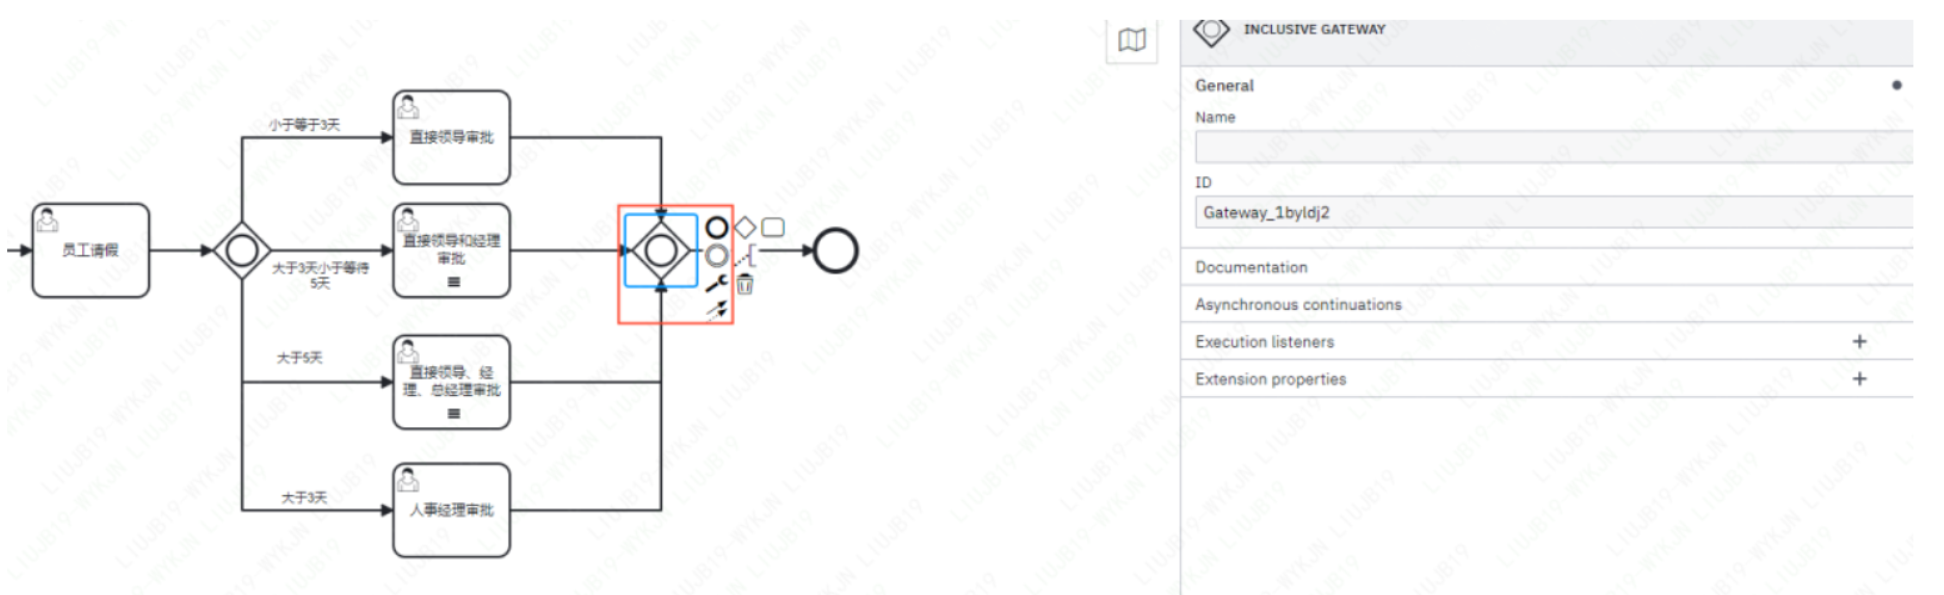 INCLUSIVE GATEWAY
General
Name
ID
Gateway_1byldj2
Documentation
Asynchronous continuations
Execution listeners
Extension properties
员工请假
小于等于3天
直接领导审批
大于3天小于等待
5天
直接领导和经理
审批
大于5天
直接领导、经
理、总经理审批
大于3天
人事经理审批
LIUJB19-WYKJN